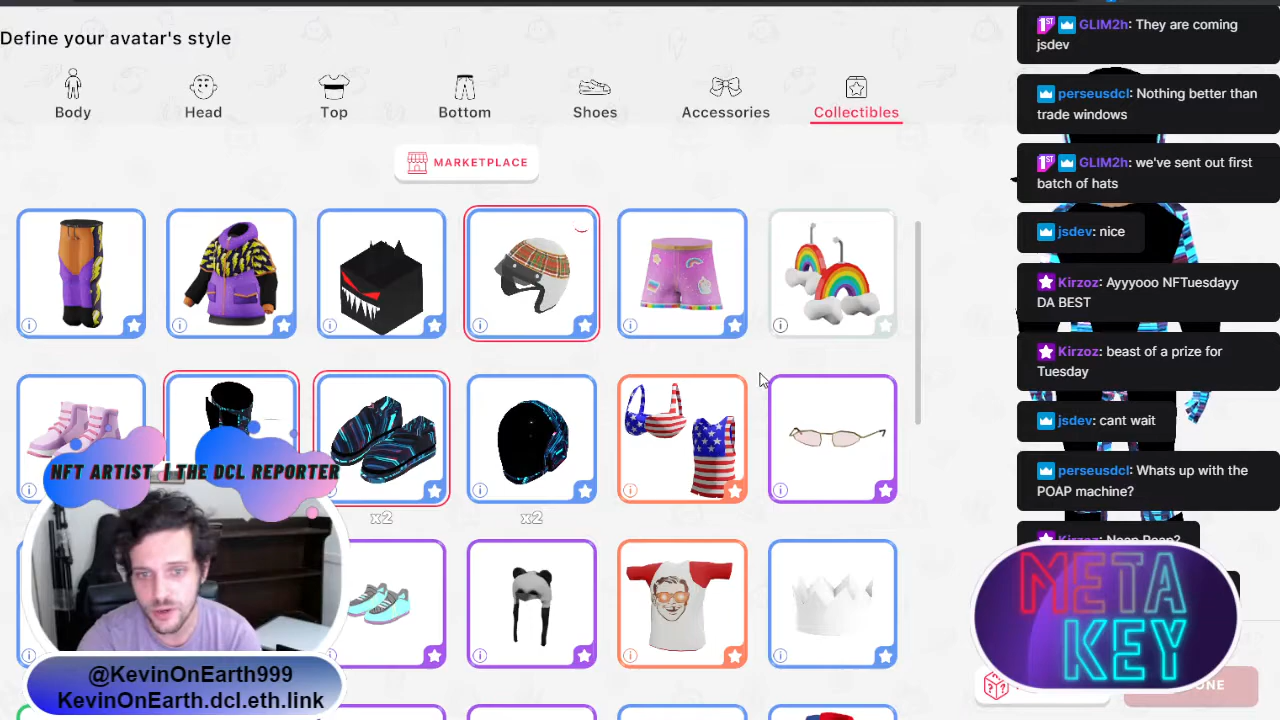 Define your avatar's style
Body
Head
Top
Bottom
Shoes
Accessories
Collectibles
MARKETPLACE
x2
x2
GLIM2h: They are coming
jsdev
perseusdcl: Nothing better than
trade windows
GLIM2h: we've sent out first
batch of hats
jsdev: nice
Kirzoz: Ayyyooo NFTuesdayy
DA BEST
Kirzoz: beast of a prize for
Tuesday
jsdev: cant wait
perseusdcl: Whats up with the
POAP machine?
NFT ARTIST | THE DCL REPORTER
@KevinOnEarth999
KevinOnEarth.dcl.eth.link
META
KEY